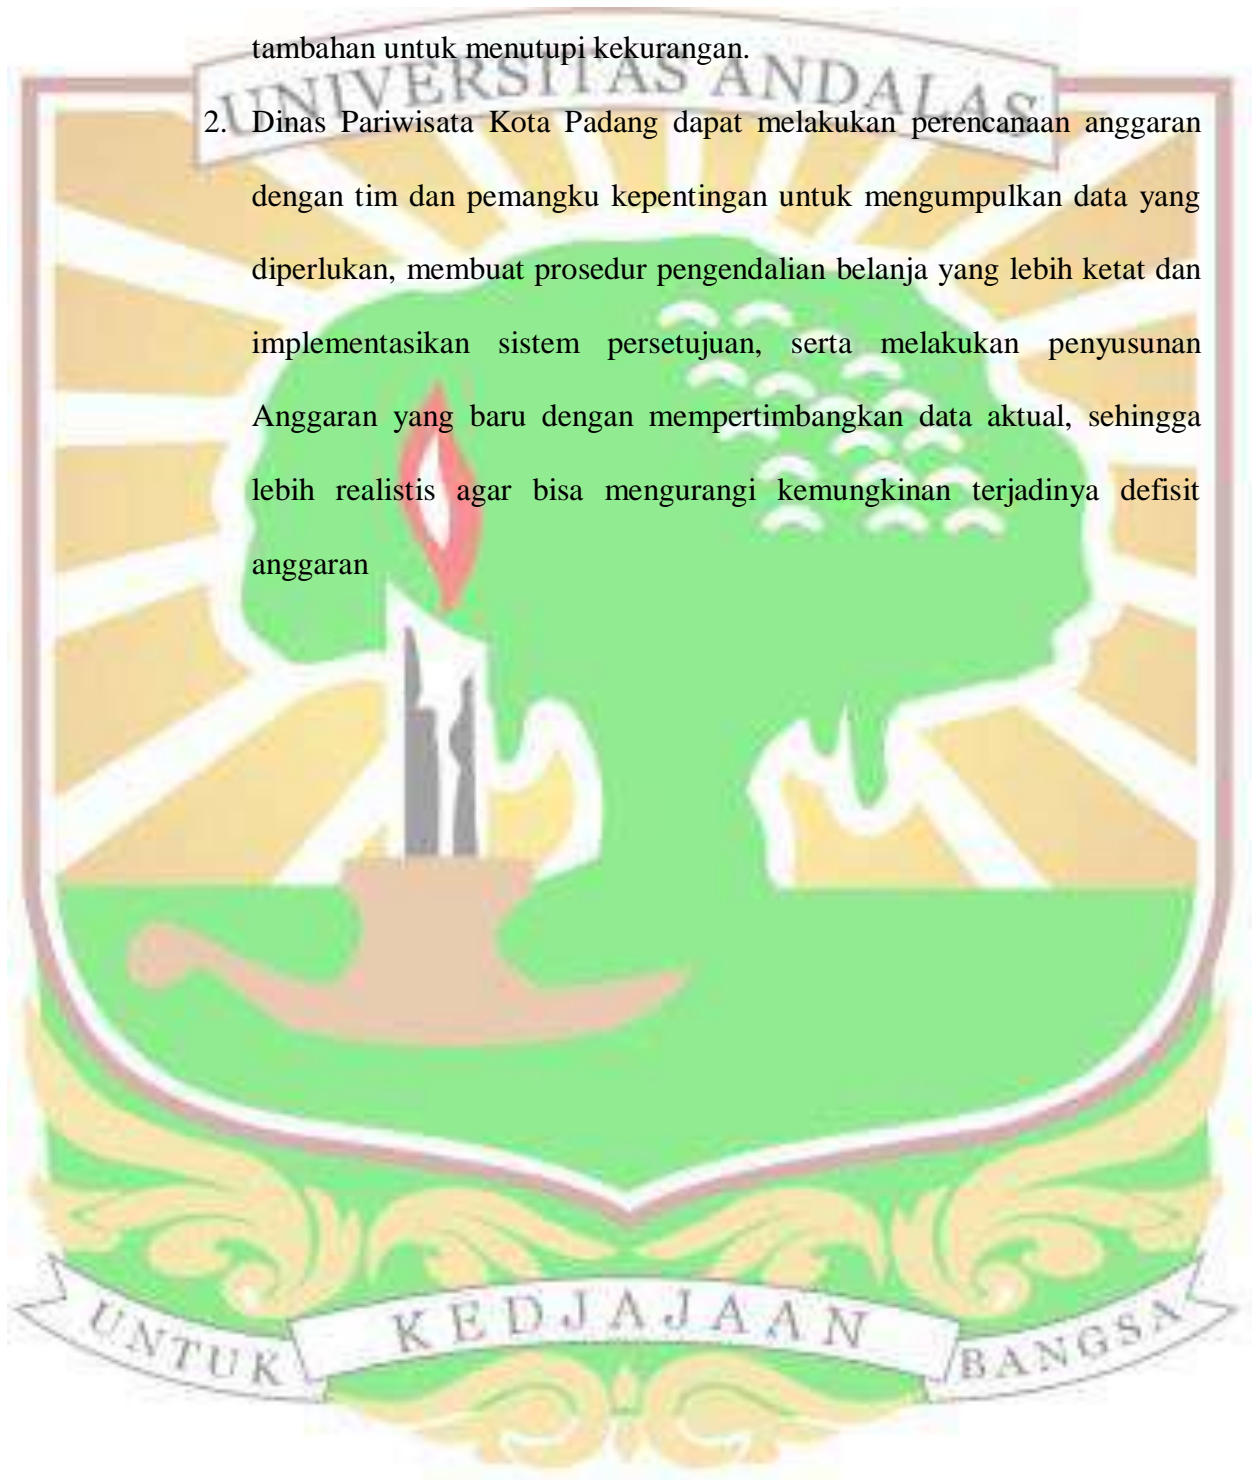 tambahan untuk menutupi kekurangan.
UNIVERSITAS ANDALAS
2. Dinas Pariwisata Kota Padang dapat melakukan perencanaan anggaran
dengan tim dan pemangku kepentingan untuk mengumpulkan data yang
diperlukan, membuat prosedur pengendalian belanja yang lebih ketat dan
implementasikan sistem persetujuan, serta melakukan penyusunan
Anggaran yang baru dengan mempertimbangkan data aktual, sehingga
lebih realistis agar bisa mengurangi kemungkinan terjadinya defisit
anggaran
UNTUK KEDJAJAAN BANGSA